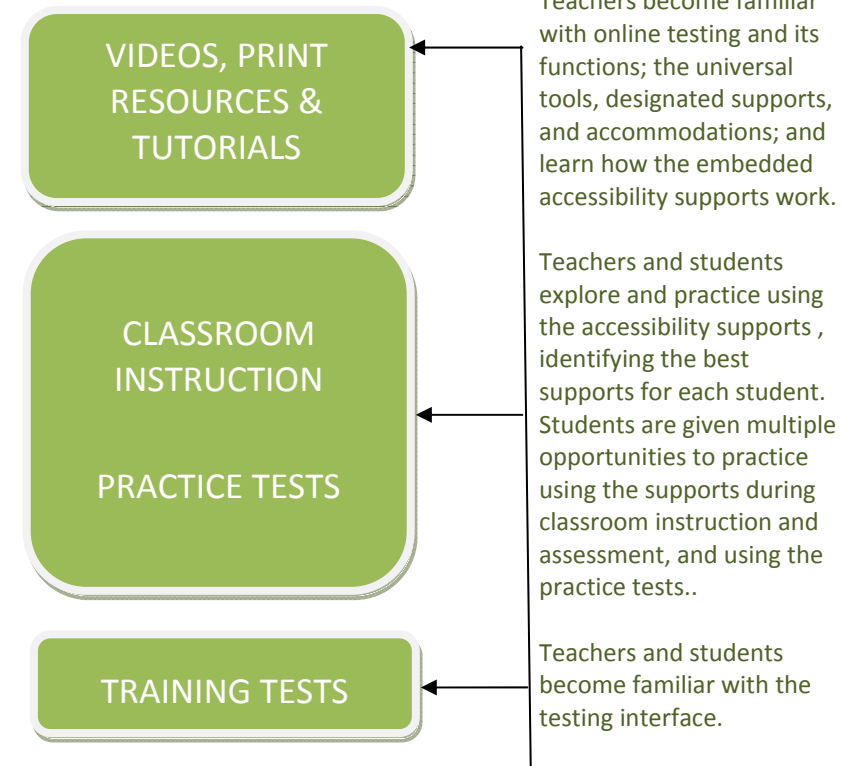 VIDEOS, PRINT
RESOURCES &
TUTORIALS
Teachers become familiar
with online testing and its
functions; the universal
tools, designated supports,
and accommodations; and
learn how the embedded
accessibility supports work.
CLASSROOM
INSTRUCTION
PRACTICE TESTS
Teachers and students
explore and practice using
the accessibility supports ,
identifying the best
supports for each student.
Students are given multiple
opportunities to practice
using the supports during
classroom instruction and
assessment, and using the
practice tests..
TRAINING TESTS
Teachers and students
become familiar with the
testing interface.